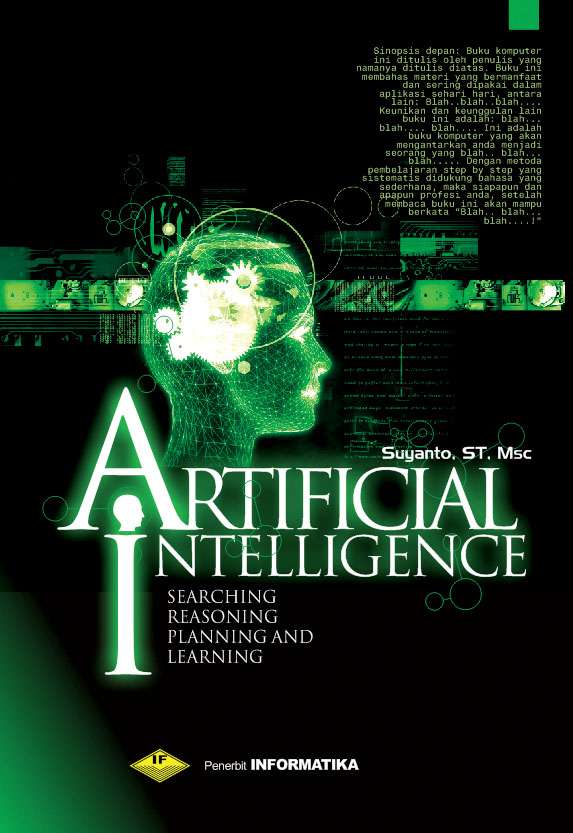 Sinopsis depan: Buku komputer
ini ditulis oleh penulis yang
namanya ditulis diatas. Buku ini
membahas materi yang bermanfaat
dan sering dipakai dalam
aplikasi sehari hari, antara
lain: Blah..blah..blah....
Keunikan dan keunggulan lain
buku ini adalah: blah...
blah.... blah.... Ini adalah
buku komputer yang akan
mengantarkan anda menjadi
seorang yang blah.. blah...
blah..... Dengan metoda
pembelajaran step by step yang
sistematis didukung bahasa yang
sederhana, maka siapapun dan
apapun profesi anda, setelah
membaca buku ini akan mampu
berkata "Blah.. blah...
blah....!"
Suyanto, ST, Msc
ARTIFICIAL
INTELLIGENCE
SEARCHING
REASONING
PLANNING AND
LEARNING
IF
Penerbit INFORMATIKA